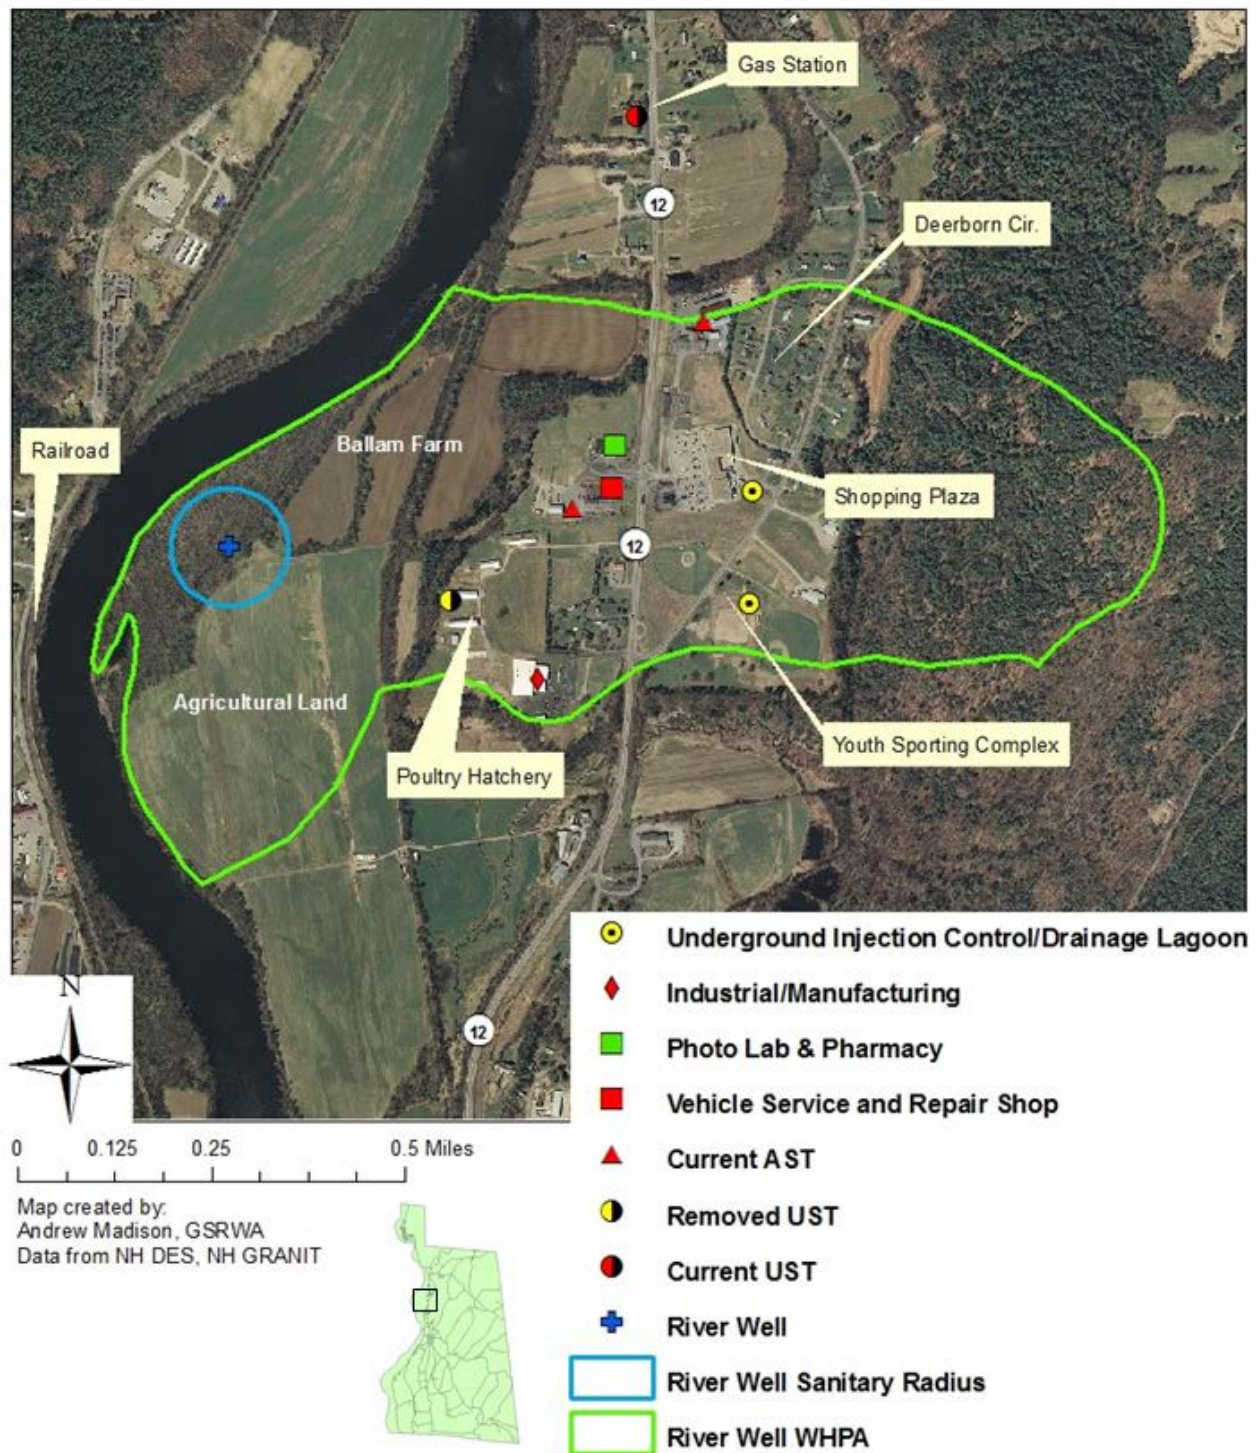 Gas Station
12
Deerborn Cir.
Railroad
Ballam Farm
Shopping Plaza
12
Agricultural Land
Youth Sporting Complex
Poultry Hatchery
12
N
0 0.125 0.25 0.5 Miles
Map created by:
Andrew Madison, GSRWA
Data from NH DES, NH GRANIT
Underground Injection Control/Drainage Lagoon
Industrial/Manufacturing
Photo Lab & Pharmacy
Vehicle Service and Repair Shop
Current AST
Removed UST
Current UST
River Well
River Well Sanitary Radius
River Well WHPA